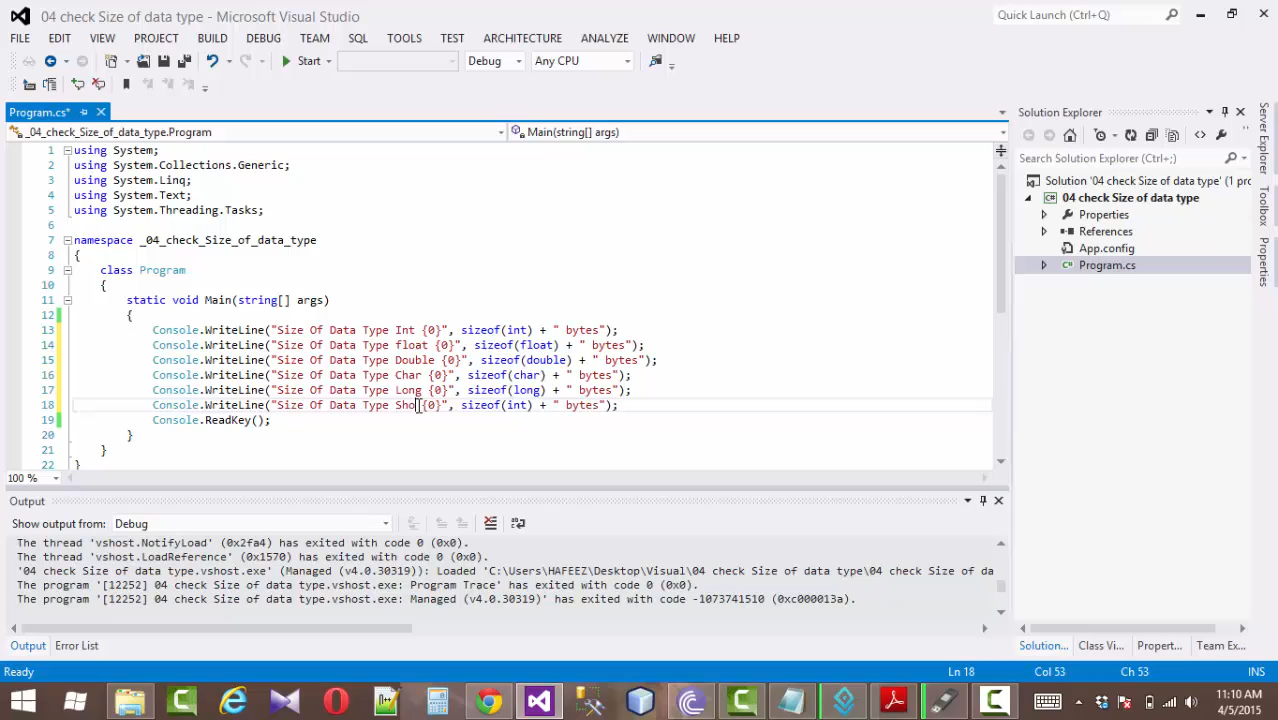 04 check Size of data type - Microsoft Visual Studio
Quick Launch (Ctrl+Q)
FILE EDIT VIEW PROJECT BUILD DEBUG TEAM SQL TOOLS TEST ARCHITECTURE ANALYZE WINDOW HELP
Start Debug Any CPU
Program.cs*
_04_check_Size_of_data_type.Program
Main(string[] args)
1 using System;
2 using System.Collections.Generic;
3 using System.Linq;
4 using System.Text;
5 using System.Threading.Tasks;
6
7 namespace _04_check_Size_of_data_type
8 {
9 class Program
10 {
11 static void Main(string[] args)
12 {
13 Console.WriteLine("Size Of Data Type Int {0}", sizeof(int) + " bytes");
14 Console.WriteLine("Size Of Data Type float {0}", sizeof(float) + " bytes");
15 Console.WriteLine("Size Of Data Type Double {0}", sizeof(double) + " bytes");
16 Console.WriteLine("Size Of Data Type Char {0}", sizeof(char) + " bytes");
17 Console.WriteLine("Size Of Data Type Long {0}", sizeof(long) + " bytes");
18 Console.WriteLine("Size Of Data Type Sho {0}", sizeof(int) + " bytes");
19 Console.ReadKey();
20 }
21 }
22 }
100 %
Solution Explorer
Search Solution Explorer (Ctrl+;)
Solution '04 check Size of data type' (1 pro
04 check Size of data type
Properties
References
App.config
C# Program.cs
Server Explorer
Toolbox
Properties
Output
Show output from: Debug
The thread 'vshost.NotifyLoad' (0x2fa4) has exited with code 0 (0x0).
The thread 'vshost.LoadReference' (0x1570) has exited with code 0 (0x0).
'04 check Size of data type.vshost.exe' (Managed (v4.0.30319)): Loaded 'C:\Users\HAFEEZ\Desktop\Visual\04 check Size of data type\04 check Size of da
The thread '[12252] 04 check Size of data type.vshost.exe: Program Trace' has exited with code 0 (0x0).
The program '[12252] 04 check Size of data type.vshost.exe: Managed (v4.0.30319)' has exited with code -1073741510 (0xc000013a).
Output Error List
Solution... Class Vi... Propert... Team Ex...
Ready Ln 18 Col 53 Ch 53 INS
11:10 AM
4/5/2015